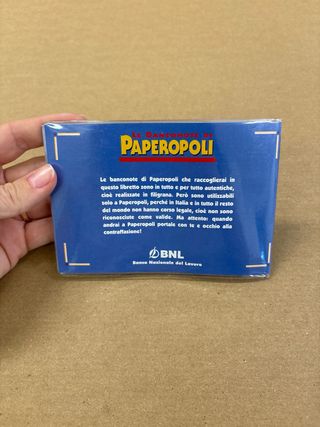 LE BANCONOTE DI
PAPEROPOLI
Le banconote di Paperopoli che raccoglierai in
questo libretto sono in tutto e per tutto autentiche,
cioè realizzate in filigrana. Però sono utilizzabili
solo a Paperopoli, perché in Italia e in tutto il resto
del mondo non hanno corso legale, cioè non sono
riconosciute come valide. Ma attento: quando
andrai a Paperopoli portale con te e occhio alla
contraffazione!
BNL
Banca Nazionale del Lavoro